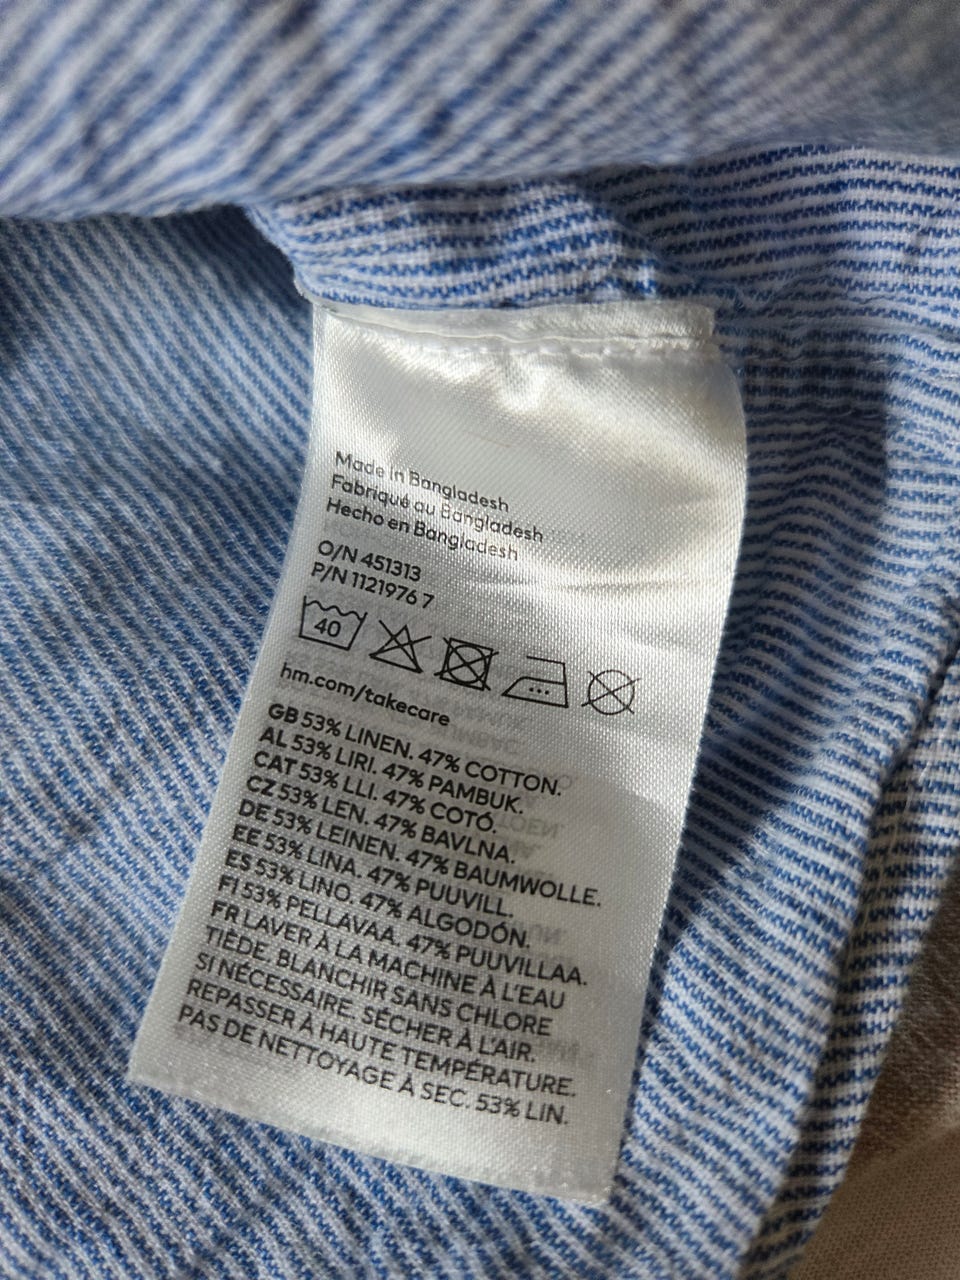 Made in Bangladesh
Fabriqué au Bangladesh
Hecho en Bangladesh
O/N 451313
P/N 1121976 7
40
hm.com/takecare
GB 53% LINEN. 47% COTTON.
AL 53% LIRI. 47% PAMBUK.
CAT 53% LLI. 47% COTÓ.
CZ 53% LEN. 47% BAVLNA.
DE 53% LEINEN. 47% BAUMWOLLE.
EE 53% LINA. 47% PUUVILL.
ES 53% LINO. 47% ALGODÓN.
FI 53% PELLAVAA. 47% PUUVILLAA.
FR LAVER À LA MACHINE À L'EAU
TIÈDE. BLANCHIR SANS CHLORE
SI NÉCESSAIRE. SÉCHER À L'AIR.
REPASSER À HAUTE TEMPÉRATURE.
PAS DE NETTOYAGE À SEC. 53% LIN.